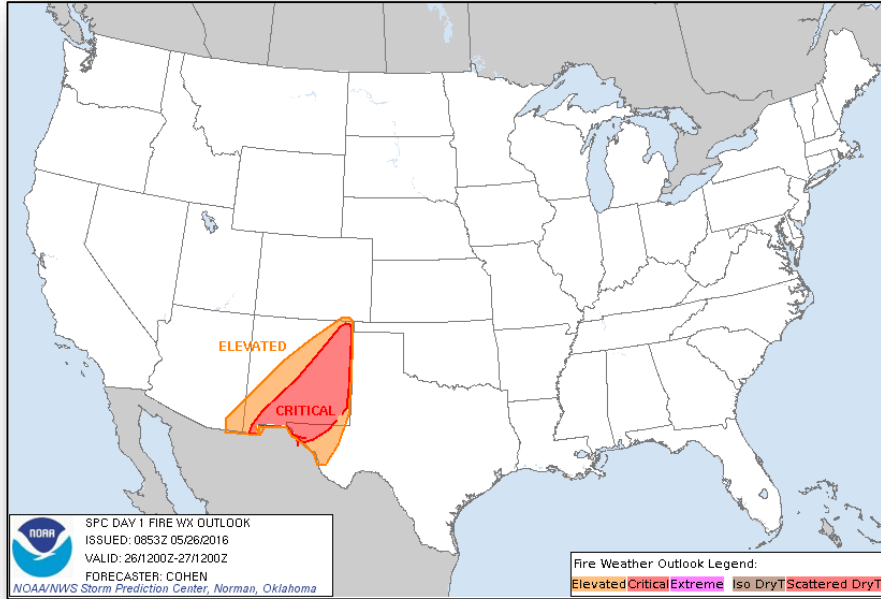 ELEVATED
CRITICAL
NOAA
SPC DAY 1 FIRE WX OUTLOOK
ISSUED: 0853Z 05/26/2016
VALID: 26/1200Z-27/1200Z
FORECASTER: COHEN
NOAA/NWS Storm Prediction Center, Norman, Oklahoma
Fire Weather Outlook Legend:
Elevated Critical Extreme Iso DryT Scattered DryT